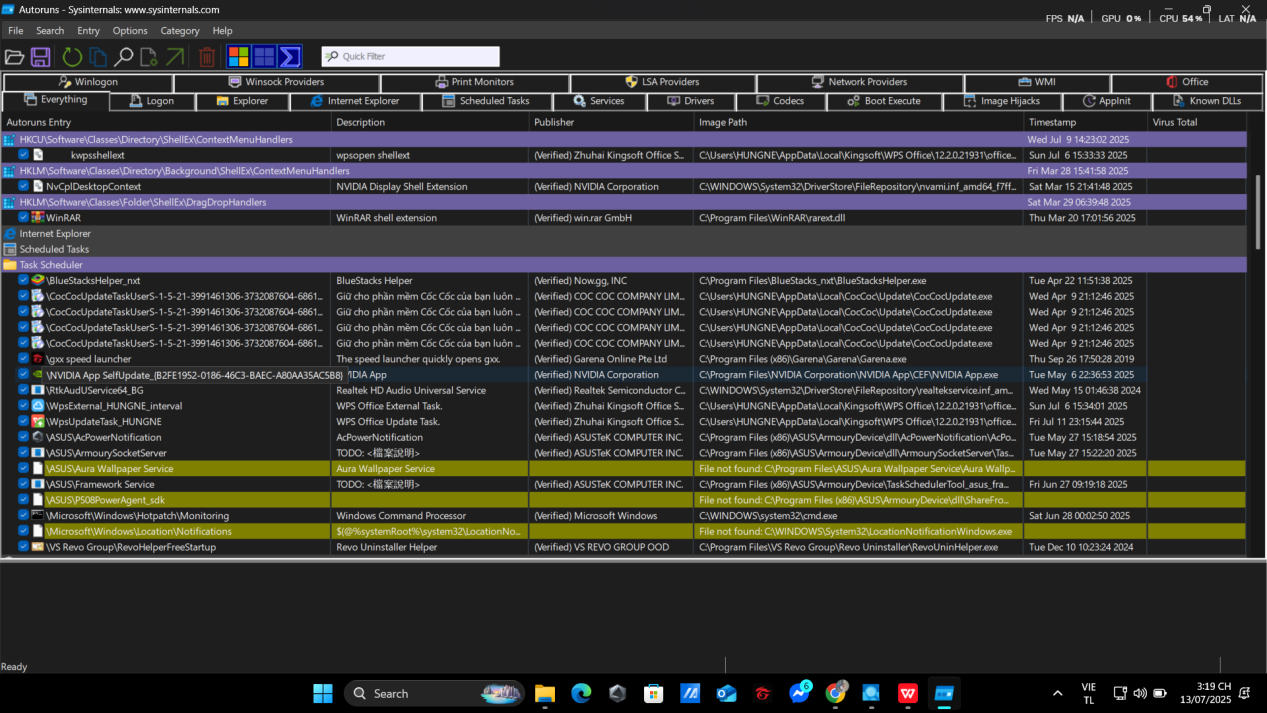 Autoruns - Sysinternals: www.sysinternals.com
FPS N/A GPU 0 % CPU 54 % LAT N/A
File Search Entry Options Category Help
Quick Filter
Winlogon Winsock Providers Print Monitors LSA Providers Network Providers WMI Office
Everything Logon Explorer Internet Explorer Scheduled Tasks Services Drivers Codecs Boot Execute Image Hijacks AppInit Known DLLs
Autoruns Entry Description Publisher Image Path Timestamp Virus Total
HKCU\Software\Classes\Directory\ShellEx\ContextMenuHandlers Wed Jul 9 14:23:02 2025
kwpsshellext wpsopen shellext (Verified) Zhuhai Kingsoft Office S... C:\Users\HUNGNE\AppData\Local\Kingsoft\WPS Office\12.2.0.21931\office... Sun Jul 6 15:33:33 2025
HKLM\Software\Classes\Directory\Background\ShellEx\ContextMenuHandlers Fri Mar 28 15:41:58 2025
NvCplDesktopContext NVIDIA Display Shell Extension (Verified) NVIDIA Corporation C:\WINDOWS\System32\DriverStore\FileRepository\nvami.inf_amd64_f7ff... Sat Mar 15 21:41:48 2025
HKLM\Software\Classes\Folder\ShellEx\DragDropHandlers Sat Mar 29 06:39:48 2025
WinRAR WinRAR shell extension (Verified) win.rar GmbH C:\Program Files\WinRAR\rarext.dll Thu Mar 20 17:01:56 2025
Internet Explorer
Scheduled Tasks
Task Scheduler
\BlueStacksHelper_nxt BlueStacks Helper (Verified) Now.gg, INC C:\Program Files\BlueStacks_nxt\BlueStacksHelper.exe Tue Apr 22 11:51:38 2025
\CocCocUpdateTaskUserS-1-5-21-3991461306-3732087604-6861... Giữ cho phần mềm Cốc Cốc của bạn luôn ... (Verified) COC COC COMPANY LIM... C:\Users\HUNGNE\AppData\Local\CocCoc\Update\CocCocUpdate.exe Wed Apr 9 21:12:46 2025
\CocCocUpdateTaskUserS-1-5-21-3991461306-3732087604-6861... Giữ cho phần mềm Cốc Cốc của bạn luôn ... (Verified) COC COC COMPANY LIM... C:\Users\HUNGNE\AppData\Local\CocCoc\Update\CocCocUpdate.exe Wed Apr 9 21:12:46 2025
\CocCocUpdateTaskUserS-1-5-21-3991461306-3732087604-6861... Giữ cho phần mềm Cốc Cốc của bạn luôn ... (Verified) COC COC COMPANY LIM... C:\Users\HUNGNE\AppData\Local\CocCoc\Update\CocCocUpdate.exe Wed Apr 9 21:12:46 2025
\CocCocUpdateTaskUserS-1-5-21-3991461306-3732087604-6861... Giữ cho phần mềm Cốc Cốc của bạn luôn ... (Verified) COC COC COMPANY LIM... C:\Users\HUNGNE\AppData\Local\CocCoc\Update\CocCocUpdate.exe Wed Apr 9 21:12:46 2025
\gxx speed launcher The speed launcher quickly opens gxx. (Verified) Garena Online Pte Ltd C:\Program Files (x86)\Garena\Garena.exe Thu Sep 26 17:50:28 2019
\NVIDIA App SelfUpdate_{B2FE1952-0186-46C3-BAEC-A80AA35AC5B8} IDIA App (Verified) NVIDIA Corporation C:\Program Files\NVIDIA Corporation\NVIDIA App\CEF\NVIDIA App.exe Tue May 6 22:36:53 2025
\RtkAudUService64_BG Realtek HD Audio Universal Service (Verified) Realtek Semiconductor C... C:\WINDOWS\System32\DriverStore\FileRepository\realtekservice.inf_am... Wed May 15 01:46:38 2024
\WpsExternal_HUNGNE_interval WPS Office External Task. (Verified) Zhuhai Kingsoft Office S... C:\Users\HUNGNE\AppData\Local\Kingsoft\WPS Office\12.2.0.21931\office... Sun Jul 6 15:34:01 2025
\WpsUpdateTask_HUNGNE WPS Office Update Task. (Verified) Zhuhai Kingsoft Office S... C:\Users\HUNGNE\AppData\Local\Kingsoft\WPS Office\12.2.0.21931\office... Fri Jul 11 23:15:44 2025
\ASUS\AcPowerNotification AcPowerNotification (Verified) ASUSTeK COMPUTER INC. C:\Program Files (x86)\ASUS\ArmouryDevice\dll\AcPowerNotification\AcPo... Tue May 27 15:18:54 2025
\ASUS\ArmourySocketServer TODO: <檔案說明> (Verified) ASUSTeK COMPUTER INC. C:\Program Files (x86)\ASUS\ArmouryDevice\dll\ArmourySocketServer\Tas... Tue May 27 15:22:20 2025
\ASUS\Aura Wallpaper Service Aura Wallpaper Service File not found: C:\Program Files\ASUS\Aura Wallpaper Service\Aura Wallp...
\ASUS\Framework Service TODO: <檔案說明> (Verified) ASUSTeK COMPUTER INC. C:\Program Files (x86)\ASUS\ArmouryDevice\TaskSchedulerTool_asus_fra... Fri Jun 27 09:19:18 2025
\ASUS\P508PowerAgent_sdk File not found: C:\Program Files (x86)\ASUS\ArmouryDevice\dll\ShareFro...
\Microsoft\Windows\Hotpatch\Monitoring Windows Command Processor (Verified) Microsoft Windows C:\WINDOWS\system32\cmd.exe Sat Jun 28 00:02:50 2025
\Microsoft\Windows\Location\Notifications $(@%systemRoot%\system32\LocationNo... File not found: C:\WINDOWS\System32\LocationNotificationWindows.exe
\VS Revo Group\RevoHelperFreeStartup Revo Uninstaller Helper (Verified) VS REVO GROUP OOD C:\Program Files\VS Revo Group\Revo Uninstaller\RevoUninHelper.exe Tue Dec 10 10:23:24 2024
Ready
Search
6
VIE
TL
3:19 CH
13/07/2025